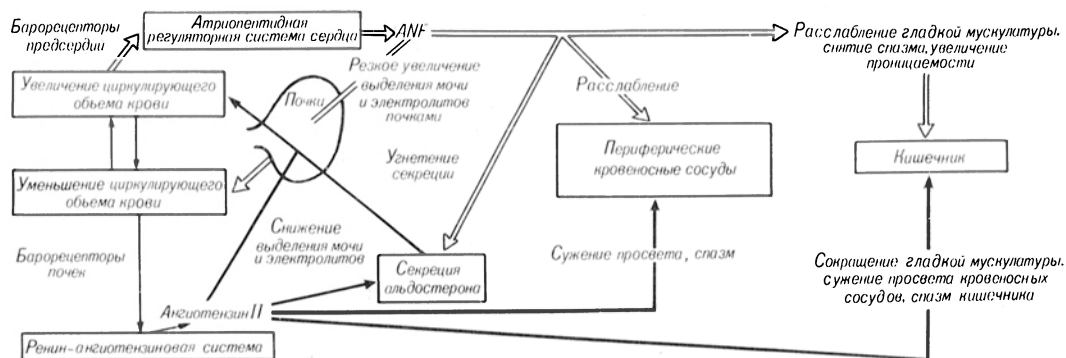 Барорецепторы
предсердии
Атриопептидная
регуляторная система сердца
ANF
Расслабление гладкой мускулатуры.
снятие спазма, увеличение
проницаемости
Увеличение циркулирующего
объема крови
Почки
Резкое увеличение
выделения мочи
и электролитов
почками
Расслабление
Угнетение
секреции
Периферические
кровеносные сосуды
Кишечник
Уменьшение циркулирующего
объема крови
Барорецепторы
почек
Снижение
выделения мочи
и электролитов
Секреция
альдостерона
Сужение просвета, спазм
Сокращение гладкой мускулатуры.
сужение просвета кровеносных
сосудов, спазм кишечника
Ангиотензин II
Ренин-ангиотензиновая система